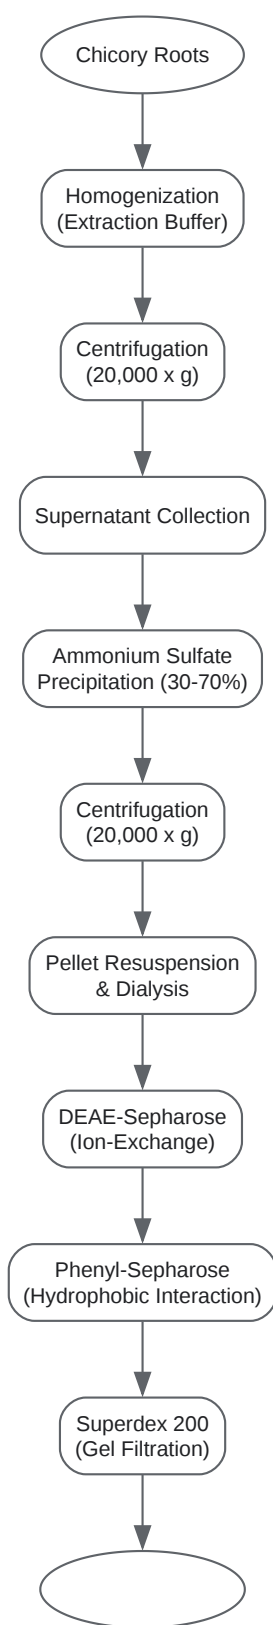 Chicory Roots
Homogenization
(Extraction Buffer)
Centrifugation
(20,000 x g)
Supernatant Collection
Ammonium Sulfate
Precipitation (30-70%)
Centrifugation
(20,000 x g)
Pellet Resuspension
& Dialysis
DEAE-Sepharose
(Ion-Exchange)
Phenyl-Sepharose
(Hydrophobic Interaction)
Superdex 200
(Gel Filtration)